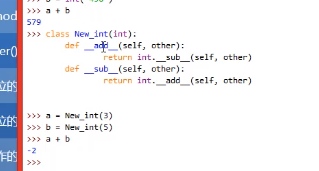 >>> a + b
579
>>> class New_int(int):
        def __add__(self, other):
                return int.__sub__(self, other)
        def __sub__(self, other):
                return int.__add__(self, other)
>>> a = New_int(3)
>>> b = New_int(5)
>>> a + b
-2
>>>